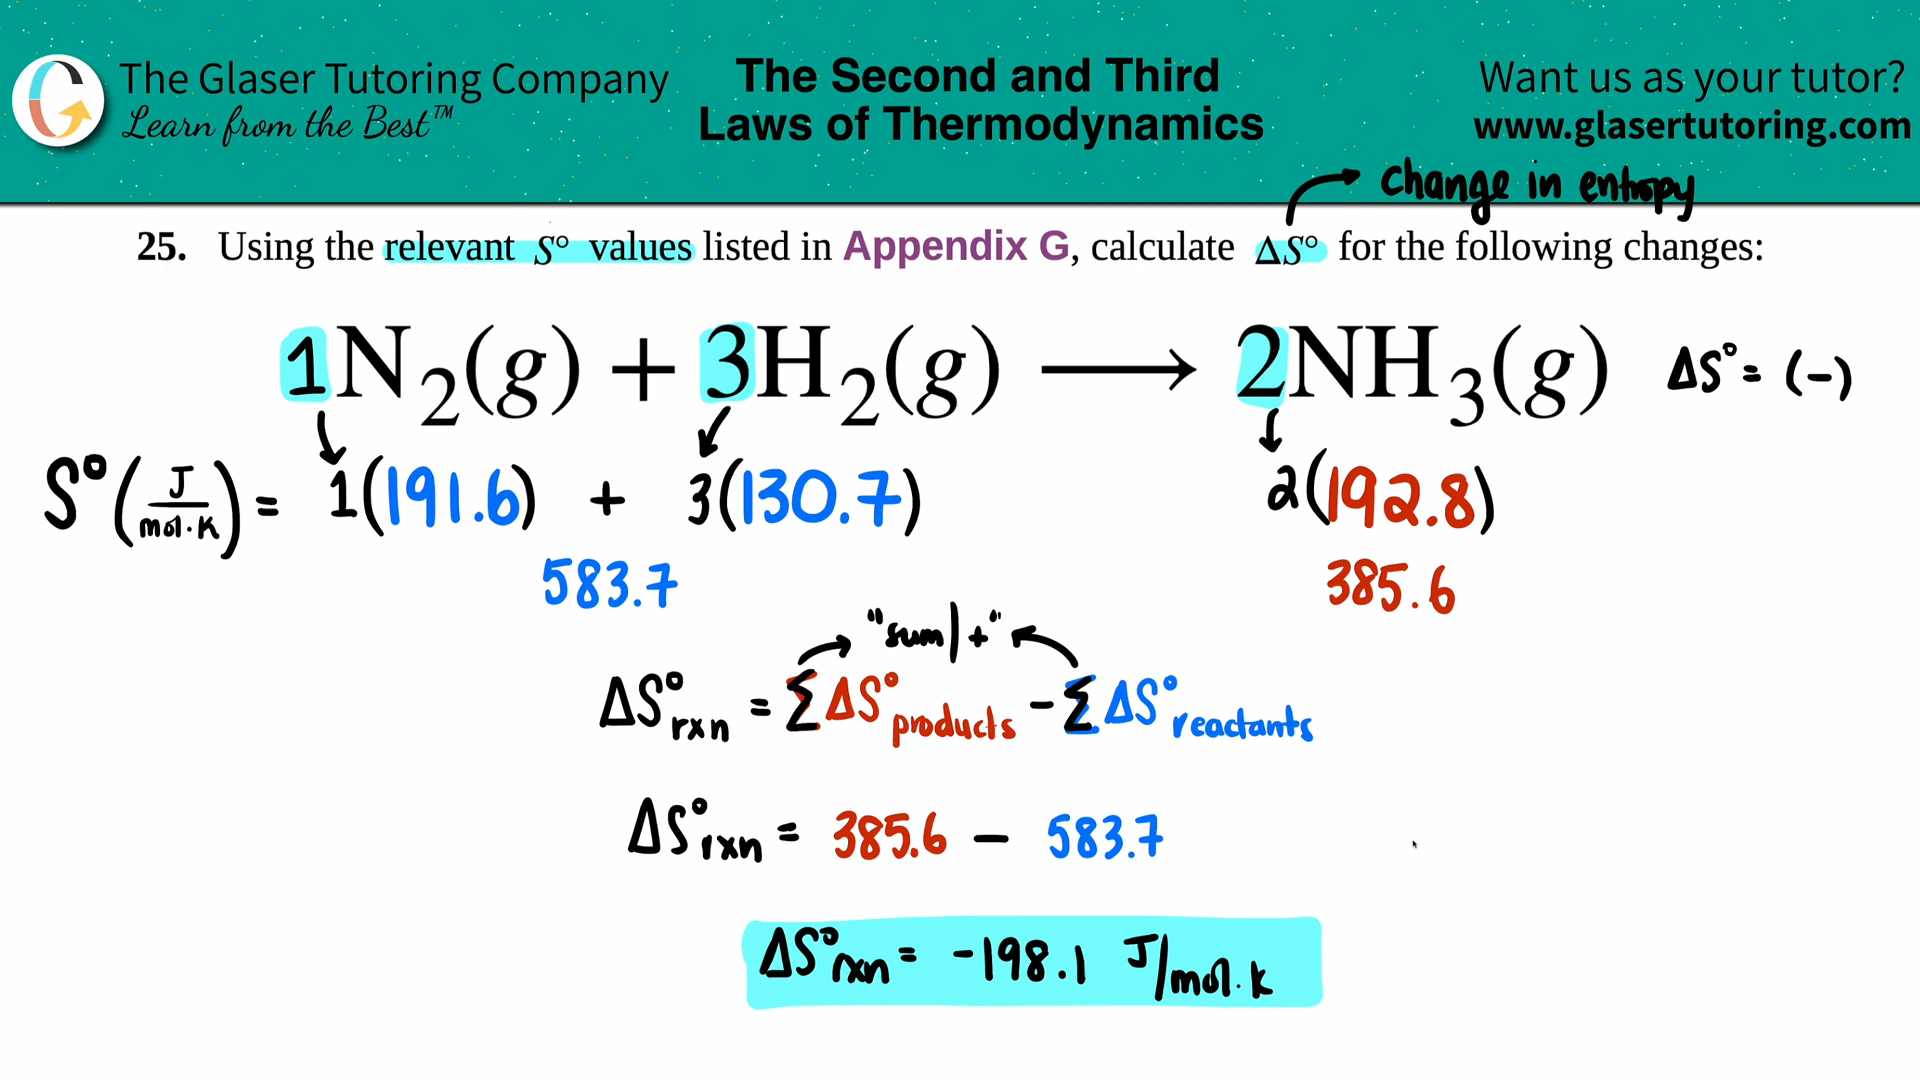 The Glaser Tutoring Company
Learn from the Best™
The Second and Third
Laws of Thermodynamics
Want us as your tutor?
www.glasertutoring.com
change in entropy
25. Using the relevant S° values listed in Appendix G, calculate ΔS° for the following changes:
1N₂(g) + 3H₂(g) ⟶ 2NH₃(g) ΔS° = (-)
S° (J/mol·K) = 1(191.6) + 3(130.7) 2(192.8)
583.7 385.6
"sum/+"
ΔS°rxn = ΣΔS°products - ΣΔS°reactants
ΔS°rxn = 385.6 - 583.7
ΔS°rxn = -198.1 J/mol·K